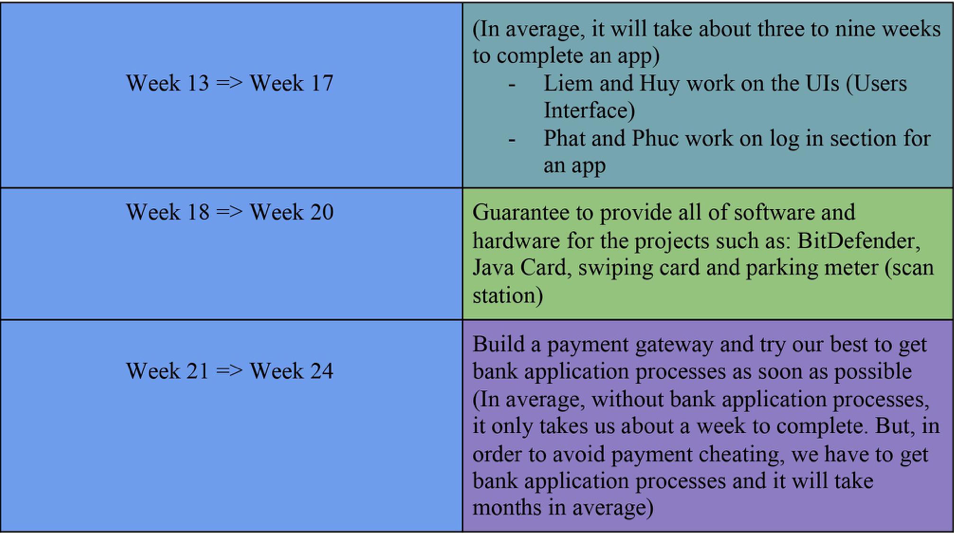 Week 13 => Week 17
(In average, it will take about three to nine weeks
to complete an app)
- Liem and Huy work on the UIs (Users
Interface)
- Phat and Phuc work on log in section for
an app
Week 18 => Week 20
Guarantee to provide all of software and
hardware for the projects such as: BitDefender,
Java Card, swiping card and parking meter (scan
station)
Week 21 => Week 24
Build a payment gateway and try our best to get
bank application processes as soon as possible
(In average, without bank application processes,
it only takes us about a week to complete. But, in
order to avoid payment cheating, we have to get
bank application processes and it will take
months in average)